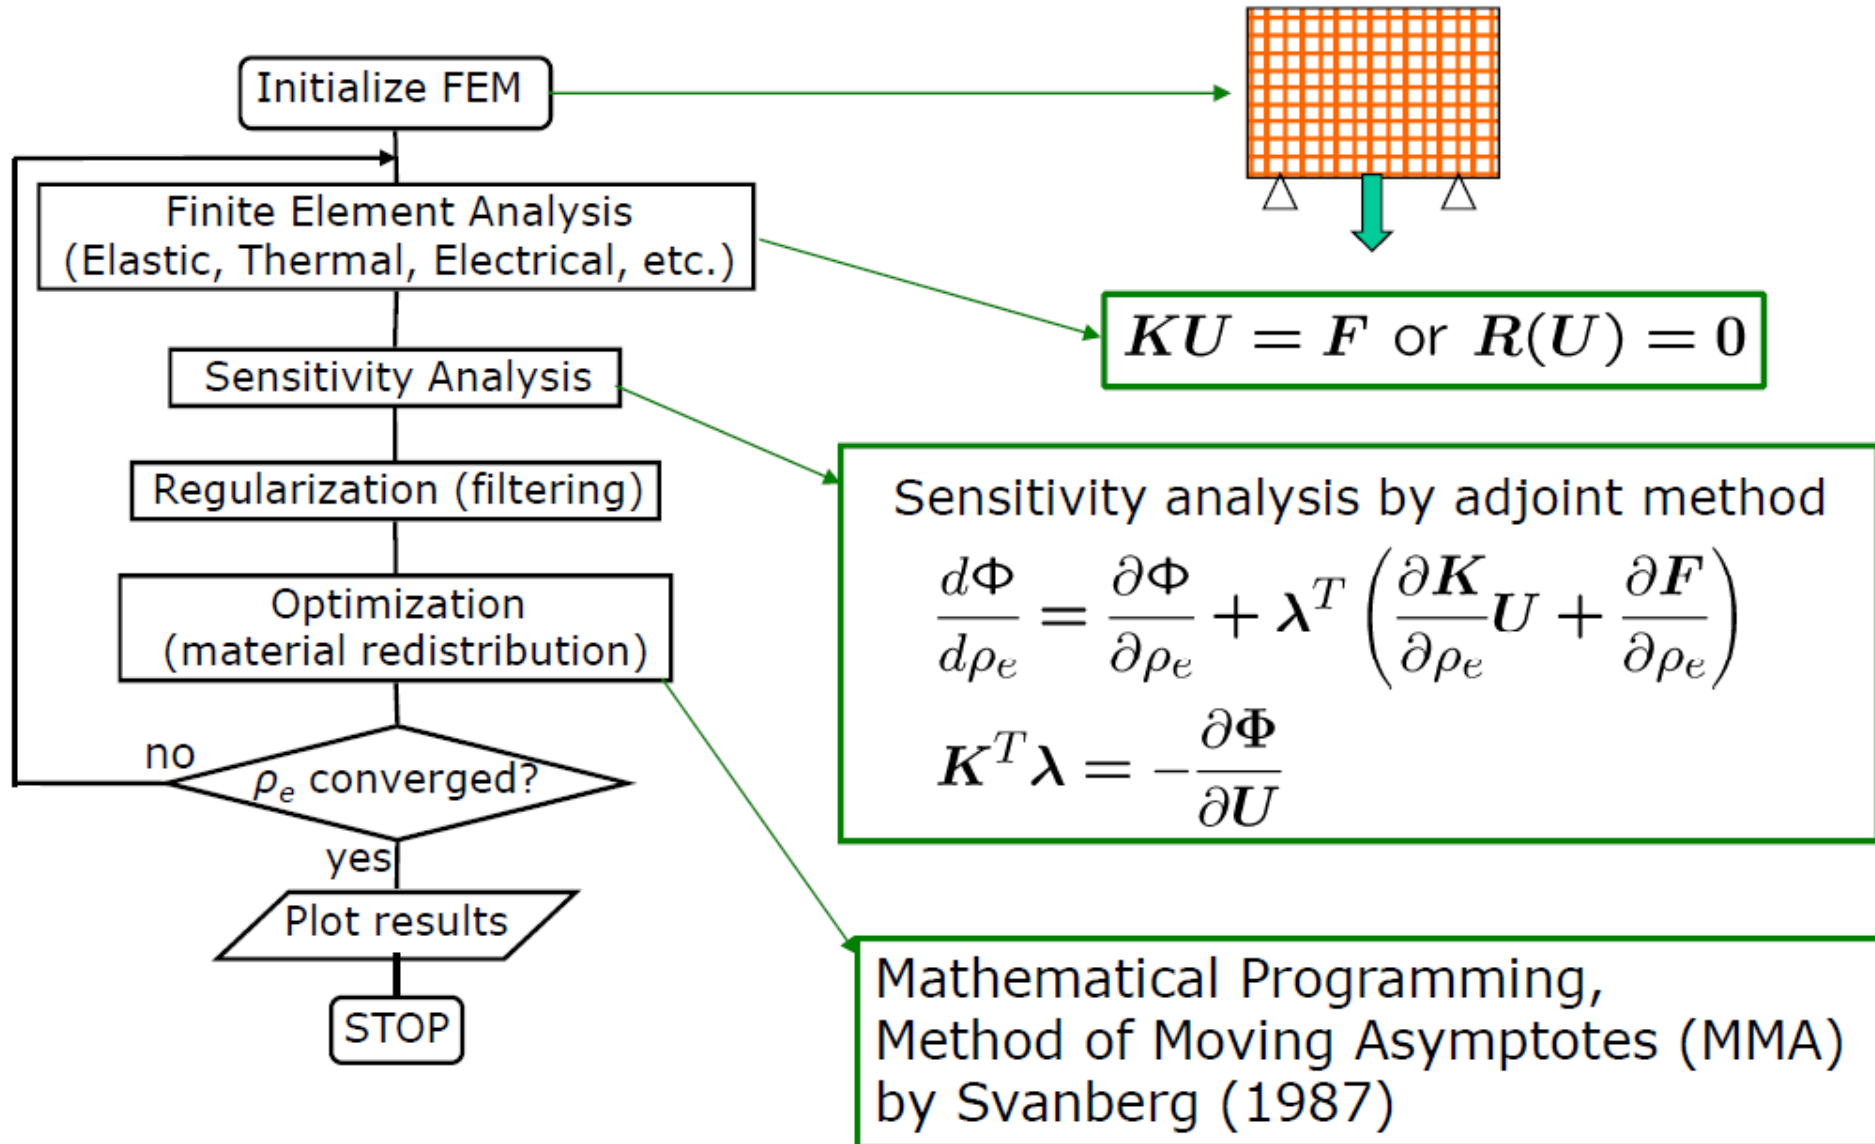 Initialize FEM
Finite Element Analysis
(Elastic, Thermal, Electrical, etc.)
Sensitivity Analysis
Regularization (filtering)
Optimization
(material redistribution)
no
ρₑ converged?
yes
Plot results
STOP
KU = F or R(U) = 0
Sensitivity analysis by adjoint method
dΦ/dρₑ = ∂Φ/∂ρₑ + λᵀ (∂K/∂ρₑ U + ∂F/∂ρₑ)
Kᵀλ = −∂Φ/∂U
Mathematical Programming,
Method of Moving Asymptotes (MMA)
by Svanberg (1987)